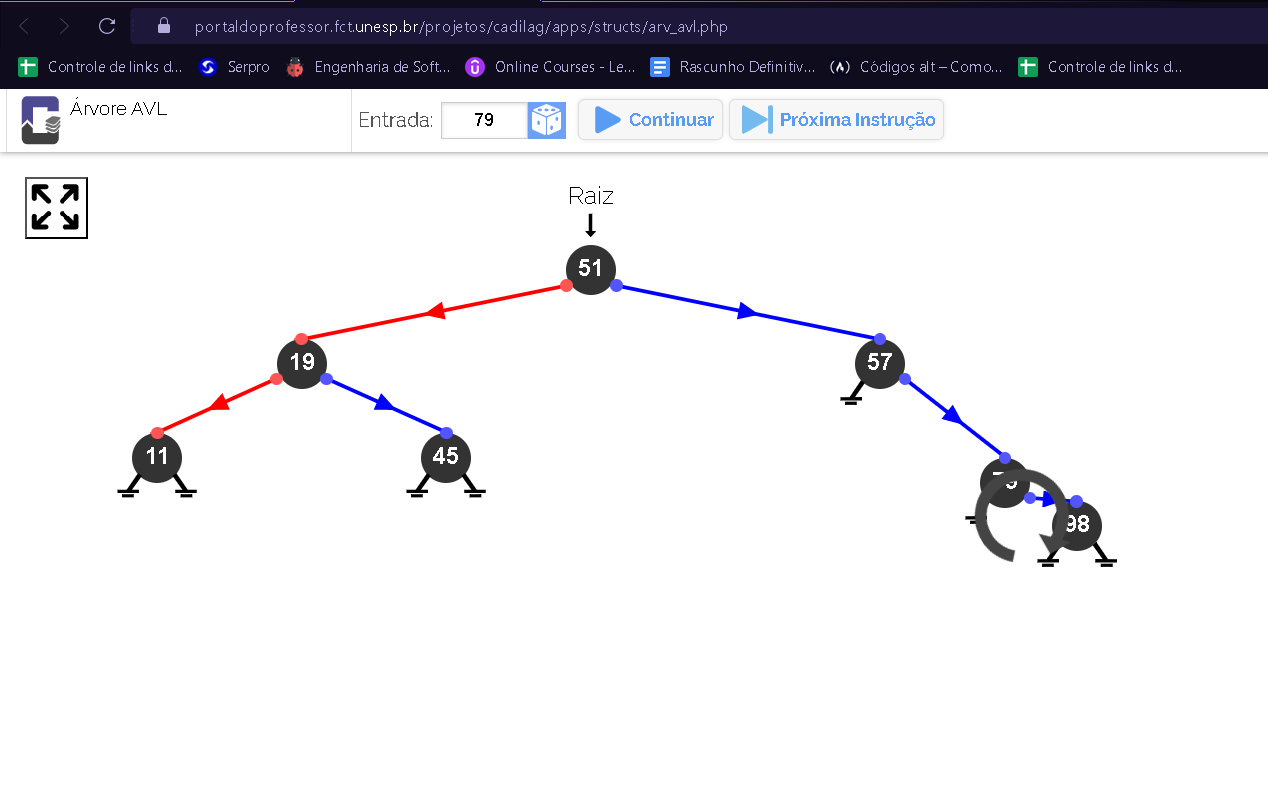 portaldoprofessor.fct.unesp.br/projetos/cadilag/apps/structs/arv_avl.php
Controle de links d... Serpro Engenharia de Soft... Online Courses - Le... Rascunho Definitiv... Códigos alt – Como... Controle de links d...
Árvore AVL Entrada: 79 Continuar Próxima Instrução
Raiz
51
19 57
11 45
98